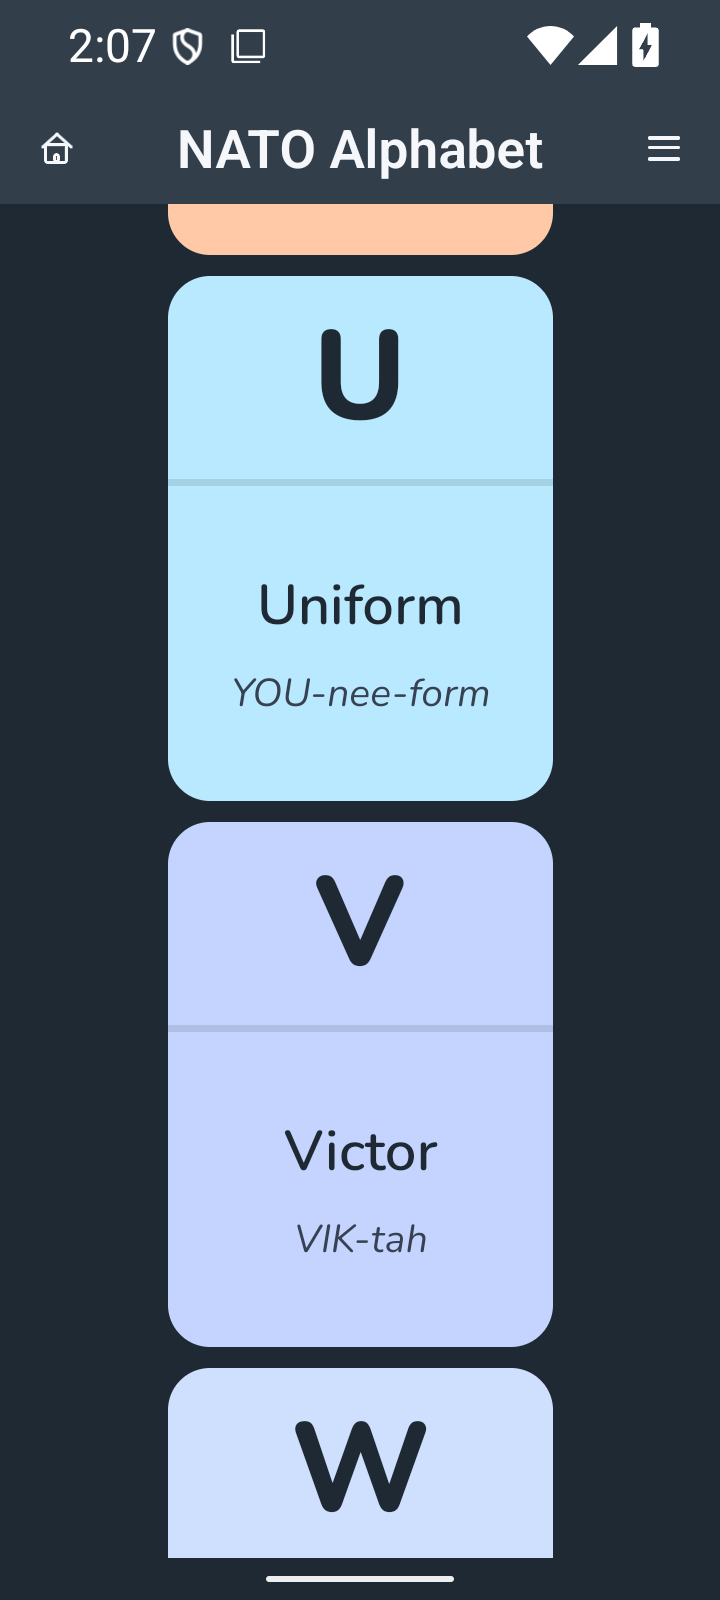 2:07
NATO Alphabet
U
Uniform
YOU-nee-form
V
Victor
VIK-tah
W